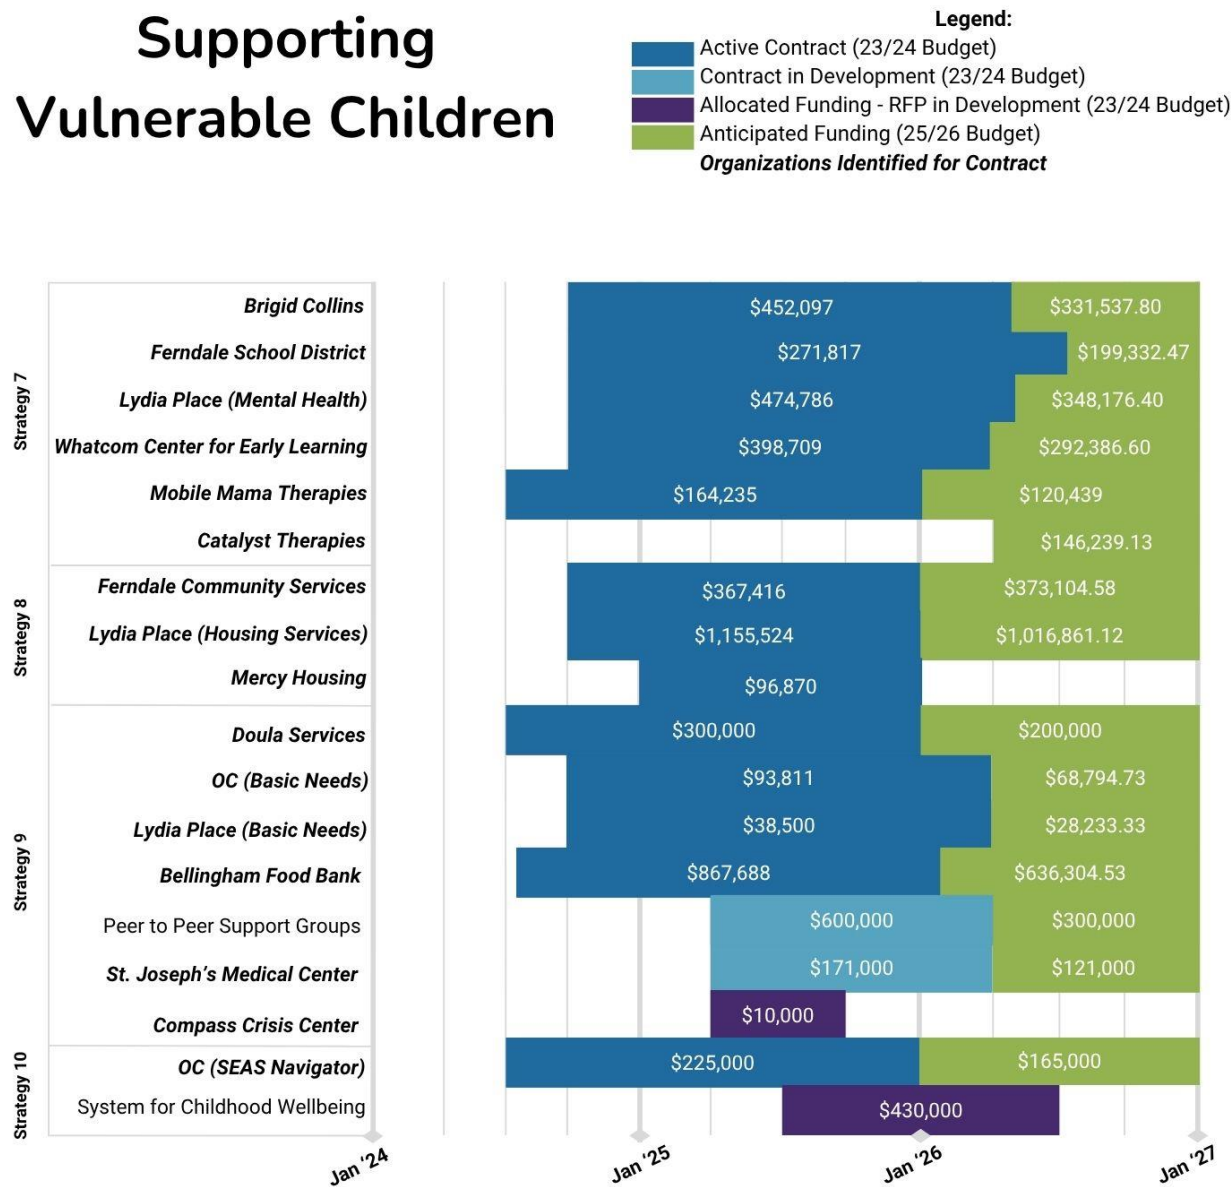 Supporting
Vulnerable Children
Legend:
Active Contract (23/24 Budget)
Contract in Development (23/24 Budget)
Allocated Funding - RFP in Development (23/24 Budget)
Anticipated Funding (25/26 Budget)
Organizations Identified for Contract
Strategy 7
Brigid Collins $452,097 $331,537.80
Ferndale School District $271,817 $199,332.47
Lydia Place (Mental Health) $474,786 $348,176.40
Whatcom Center for Early Learning $398,709 $292,386.60
Mobile Mama Therapies $164,235 $120,439
Catalyst Therapies $146,239.13
Strategy 8
Ferndale Community Services $367,416 $373,104.58
Lydia Place (Housing Services) $1,155,524 $1,016,861.12
Mercy Housing $96,870
Strategy 9
Doula Services $300,000 $200,000
OC (Basic Needs) $93,811 $68,794.73
Lydia Place (Basic Needs) $38,500 $28,233.33
Bellingham Food Bank $867,688 $636,304.53
Peer to Peer Support Groups $600,000 $300,000
St. Joseph's Medical Center $171,000 $121,000
Compass Crisis Center $10,000
Strategy 10
OC (SEAS Navigator) $225,000 $165,000
System for Childhood Wellbeing $430,000
Jan '24 Jan '25 Jan '26 Jan '27